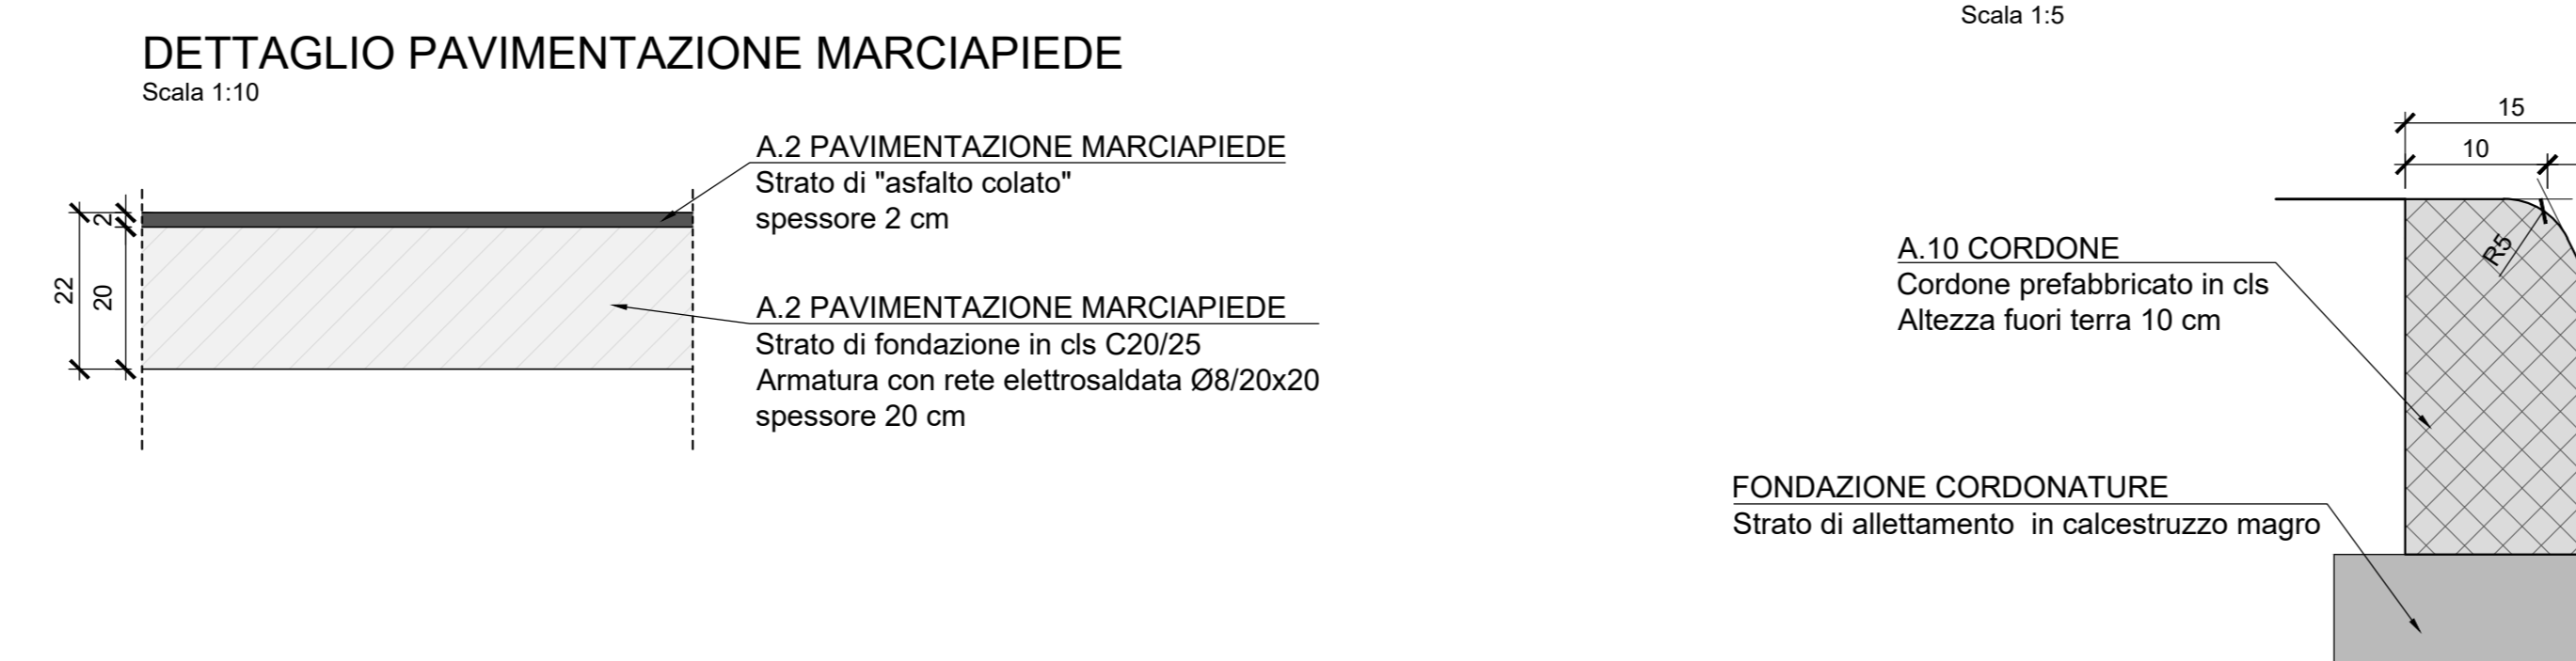 DETTAGLIO PAVIMENTAZIONE MARCIAPIEDE
Scala 1:10
A.2 PAVIMENTAZIONE MARCIAPIEDE
Strato di "asfalto colato"
spessore 2 cm
2
22
20
A.2 PAVIMENTAZIONE MARCIAPIEDE
Strato di fondazione in cls C20/25
Armatura con rete elettrosaldata Ø8/20x20
spessore 20 cm
Scala 1:5
15
10
R5
A.10 CORDONE
Cordone prefabbricato in cls
Altezza fuori terra 10 cm
FONDAZIONE CORDONATURE
Strato di allettamento  in calcestruzzo magro